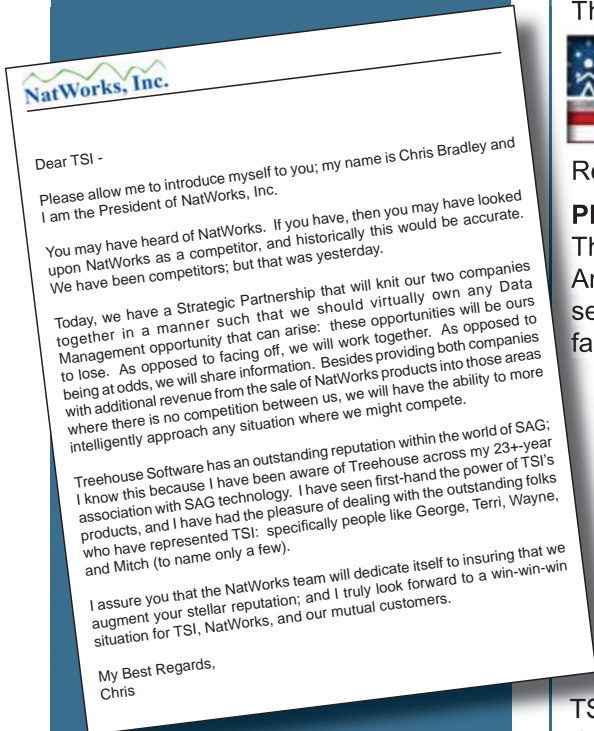 NatWorks, Inc.
Dear TSI -
Please allow me to introduce myself to you; my name is Chris Bradley and
I am the President of NatWorks, Inc.
You may have heard of NatWorks.  If you have, then you may have looked
upon NatWorks as a competitor, and historically this would be accurate.
We have been competitors; but that was yesterday.
Today, we have a Strategic Partnership that will knit our two companies
together in a manner such that we should virtually own any Data
Management opportunity that can arise:  these opportunities will be ours
to lose.  As opposed to facing off, we will work together.  As opposed to
being at odds, we will share information.  Besides providing both companies
with additional revenue from the sale of NatWorks products into those areas
where there is no competition between us, we will have the ability to more
intelligently approach any situation where we might compete.
Treehouse Software has an outstanding reputation within the world of SAG;
I know this because I have been aware of Treehouse across my 23+-year
association with SAG technology.  I have seen first-hand the power of TSI's
products, and I have had the pleasure of dealing with the outstanding folks
who have represented TSI:  specifically people like George, Terri, Wayne,
and Mitch (to name only a few).
I assure you that the NatWorks team will dedicate itself to insuring that we
augment your stellar reputation; and I truly look forward to a win-win-win
situation for TSI, NatWorks, and our mutual customers.
My Best Regards,
Chris